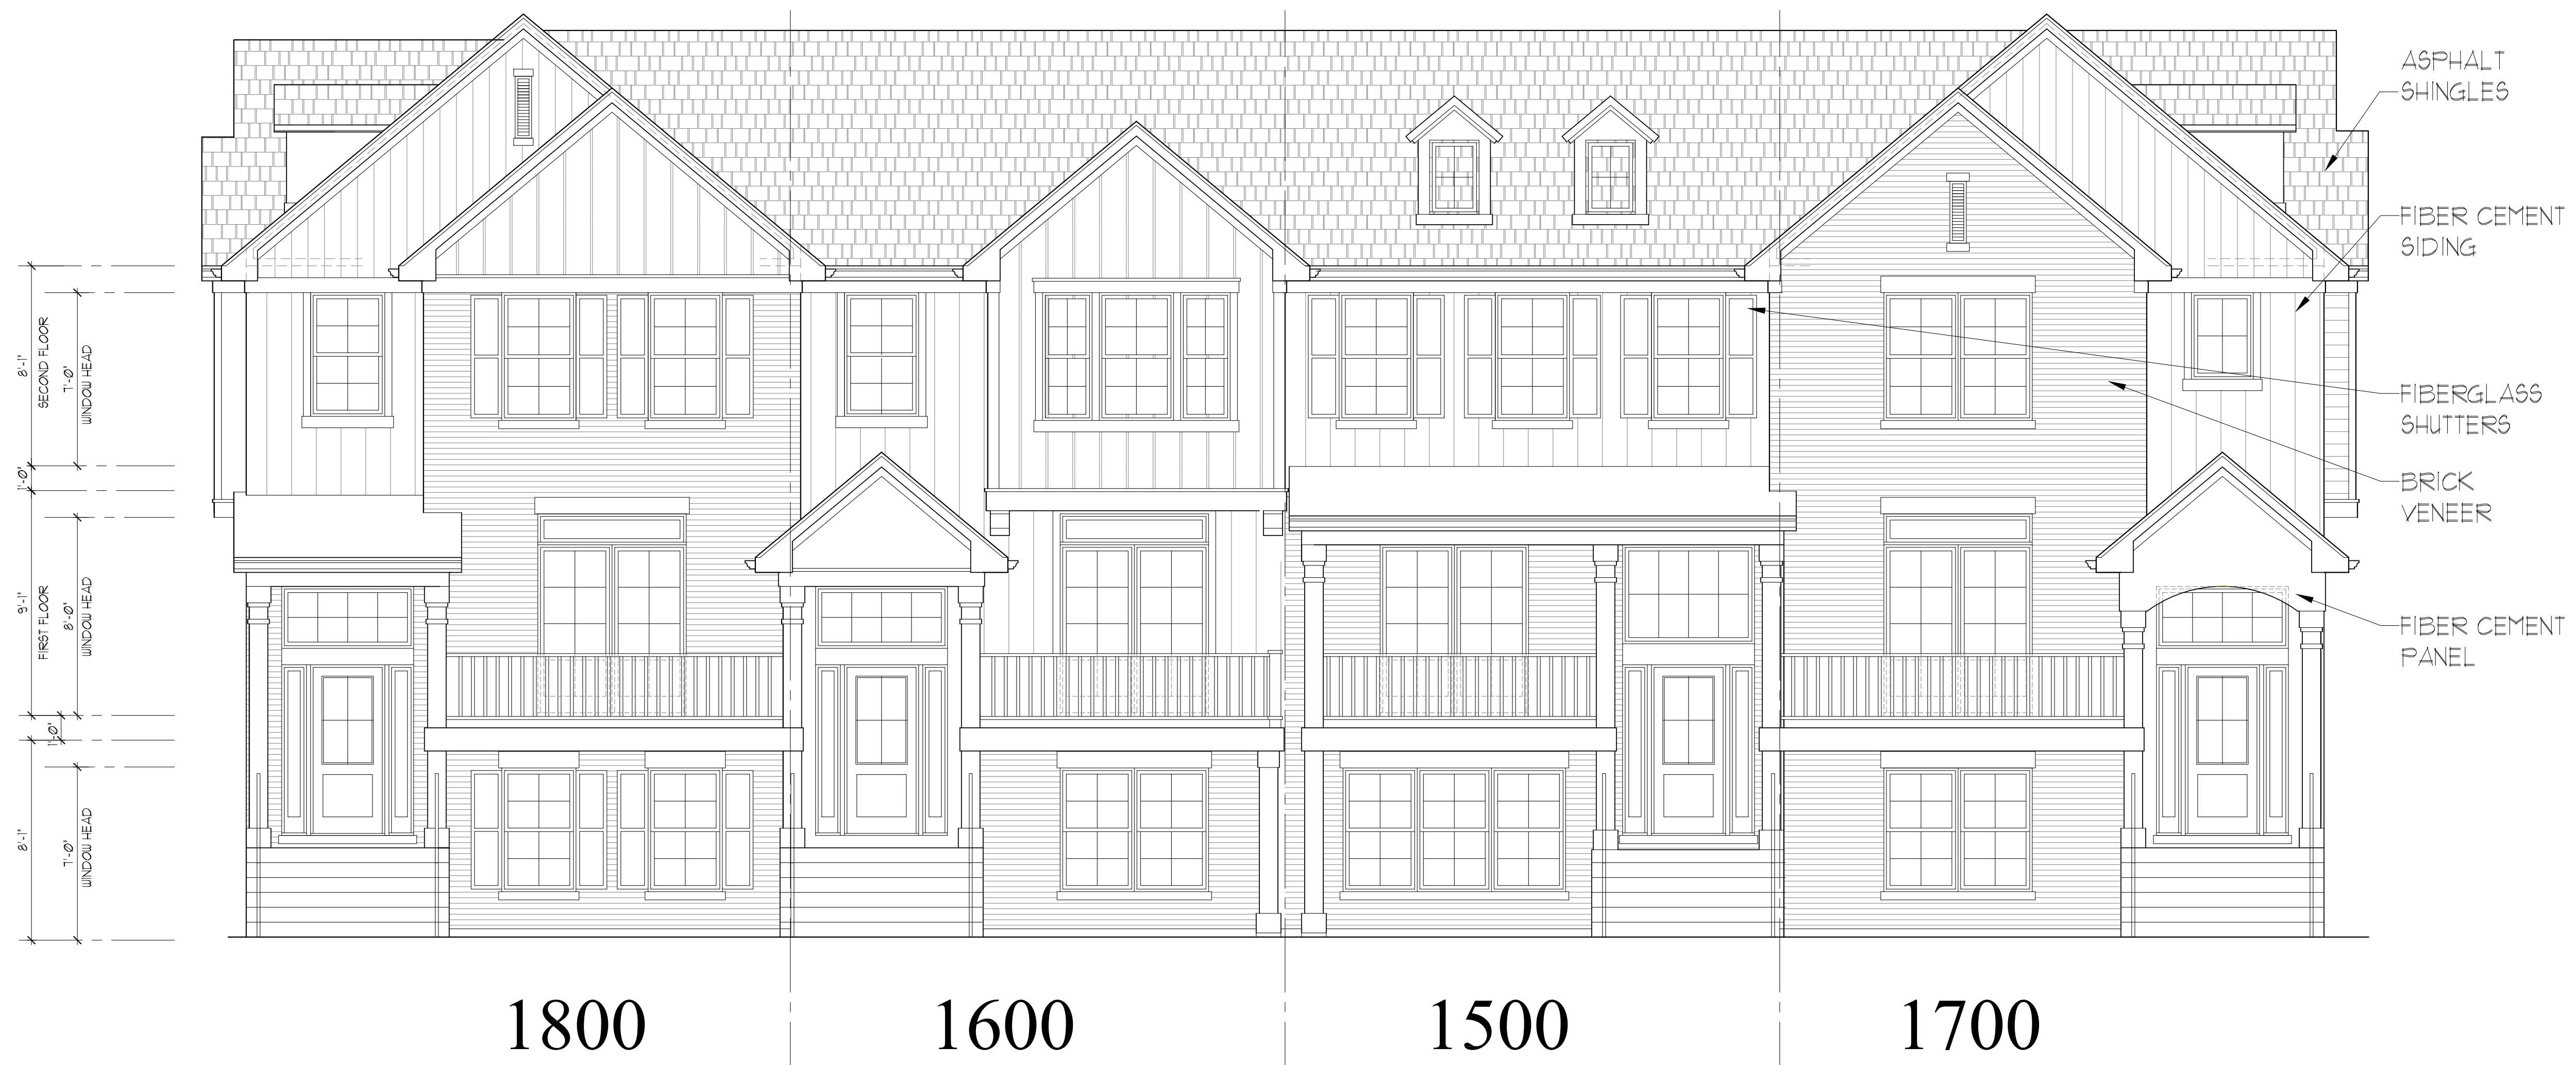 ASPHALT
SHINGLES
FIBER CEMENT
SIDING
FIBERGLASS
SHUTTERS
BRICK
VENEER
FIBER CEMENT
PANEL
8'-1"
SECOND FLOOR
7'-0"
WINDOW HEAD
1'-0"
9'-1"
FIRST FLOOR
8'-0"
WINDOW HEAD
1'-0"
8'-1"
7'-0"
WINDOW HEAD
1800
1600
1500
1700